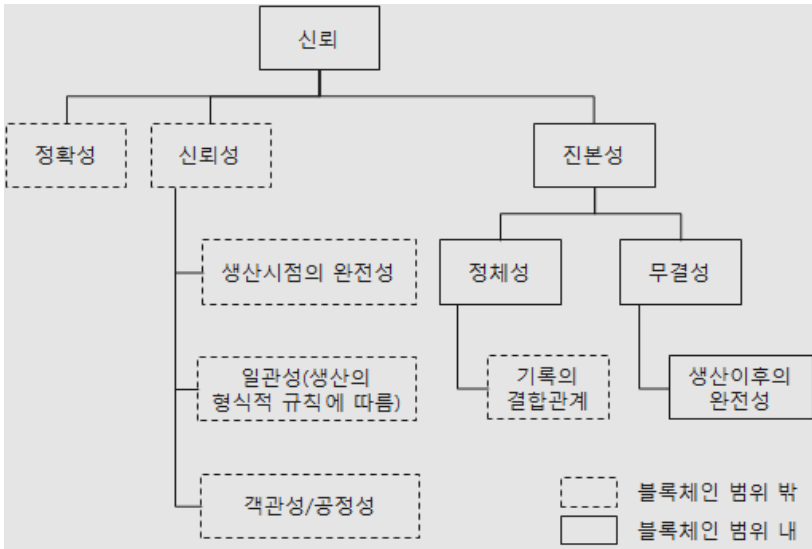 신뢰
정확성
신뢰성
진본성
생산시점의 완전성
정체성
무결성
일관성(생산의
형식적 규칙에 따름)
기록의
결합관계
생산이후의
완전성
객관성/공정성
블록체인 범위 밖
블록체인 범위 내